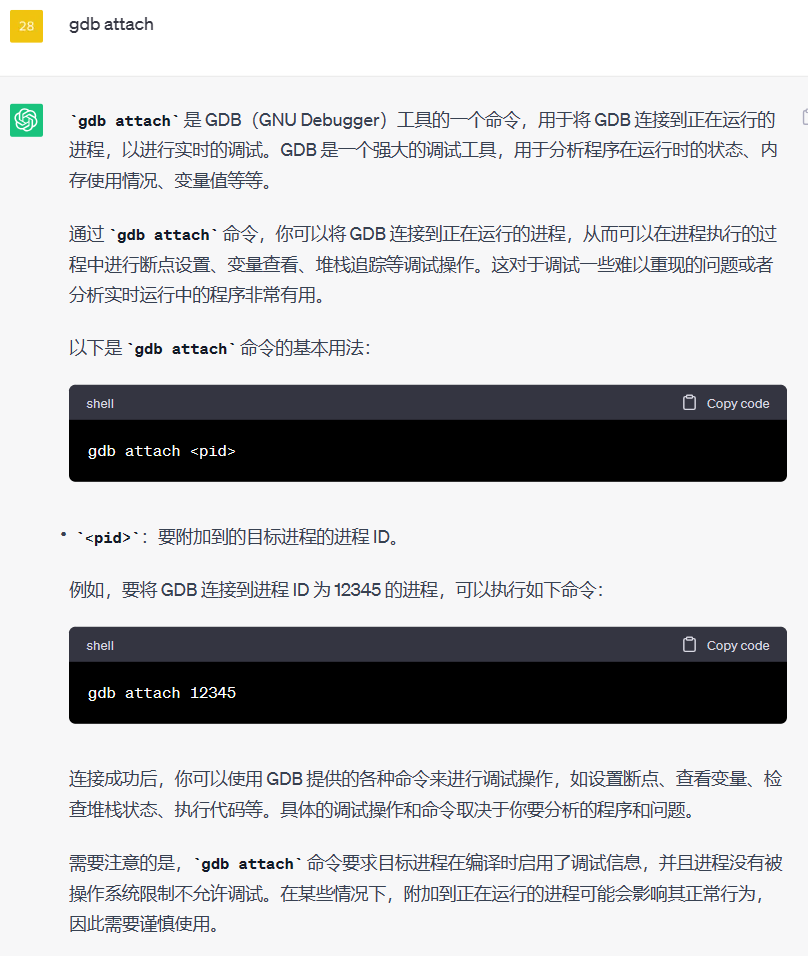 28
gdb attach
`gdb attach` 是 GDB（GNU Debugger）工具的一个命令，用于将 GDB 连接到正在运行的
进程，以进行实时的调试。GDB 是一个强大的调试工具，用于分析程序在运行时的状态、内
存使用情况、变量值等等。
通过 `gdb attach` 命令，你可以将 GDB 连接到正在运行的进程，从而可以在进程执行的过
程中进行断点设置、变量查看、堆栈追踪等调试操作。这对于调试一些难以重现的问题或者
分析实时运行中的程序非常有用。
以下是 `gdb attach` 命令的基本用法：
shell Copy code
gdb attach <pid>
• `<pid>`：要附加到的目标进程的进程 ID。
例如，要将 GDB 连接到进程 ID 为 12345 的进程，可以执行如下命令：
shell Copy code
gdb attach 12345
连接成功后，你可以使用 GDB 提供的各种命令来进行调试操作，如设置断点、查看变量、检
查堆栈状态、执行代码等。具体的调试操作和命令取决于你要分析的程序和问题。
需要注意的是，`gdb attach` 命令要求目标进程在编译时启用了调试信息，并且进程没有被
操作系统限制不允许调试。在某些情况下，附加到正在运行的进程可能会影响其正常行为，
因此需要谨慎使用。